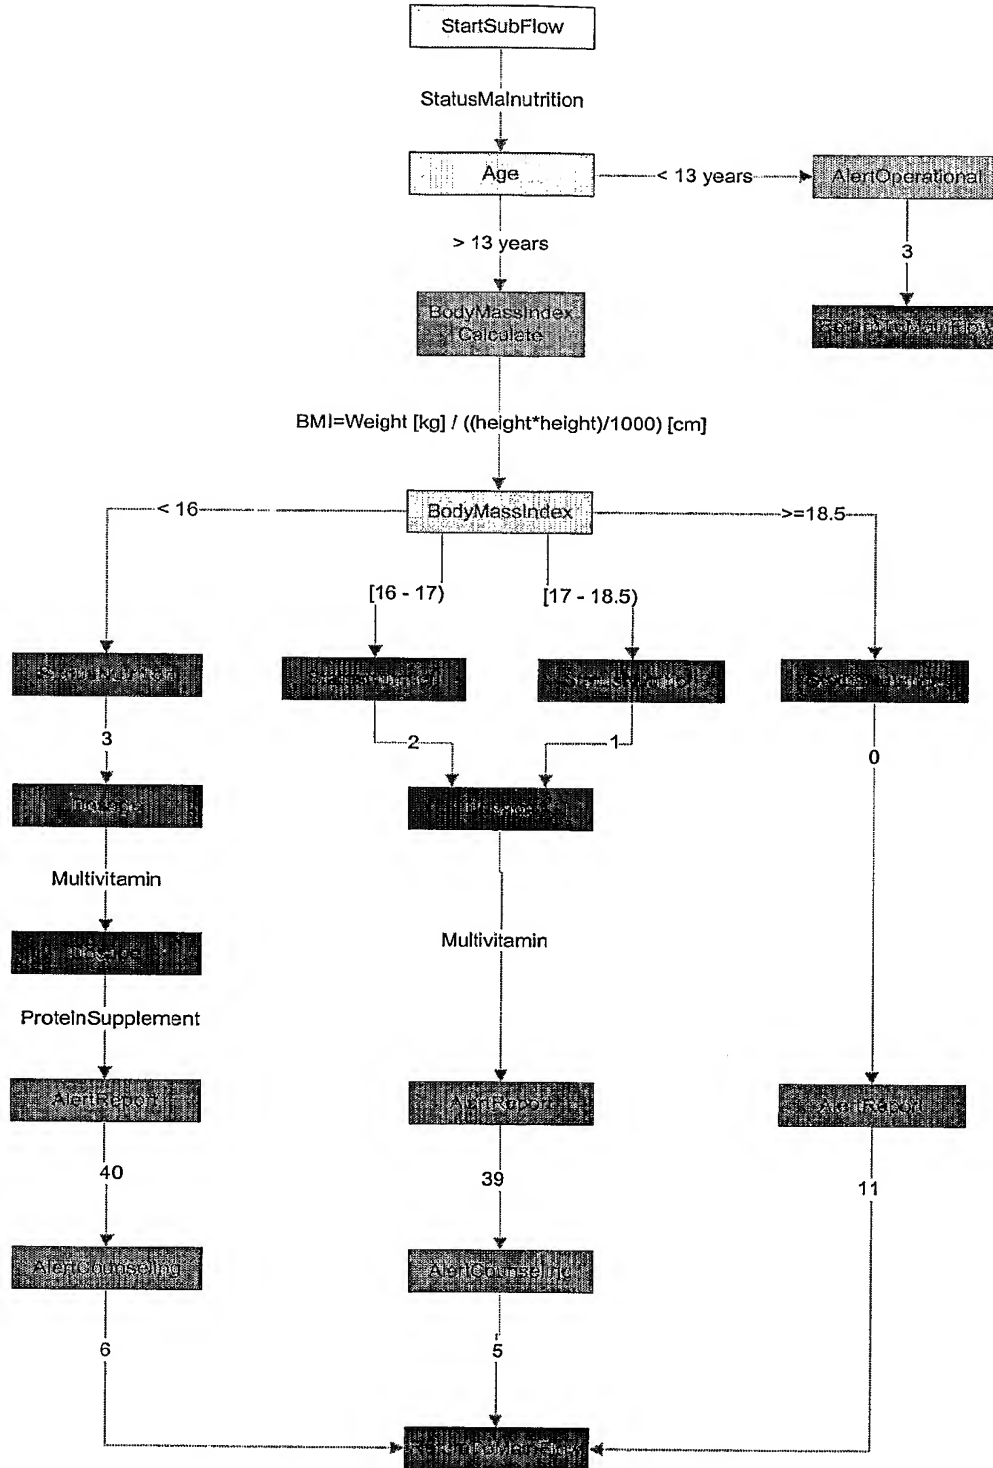 StartSubFlow
StatusMalnutrition
Age
< 13 years
AlertOperational
> 13 years
3
BodyMassIndex
Calculate
BMI=Weight [kg] / ((height*height)/1000) [cm]
< 16
BodyMassIndex
>=18.5
[16 - 17)
[17 - 18.5)
StatusNutrition
3
2
1
0
Multivitamin
Multivitamin
ProteinSupplement
AlertReport
AlertReport
AlertReport
40
39
11
AlertCounseling
AlertCounseling
6
5